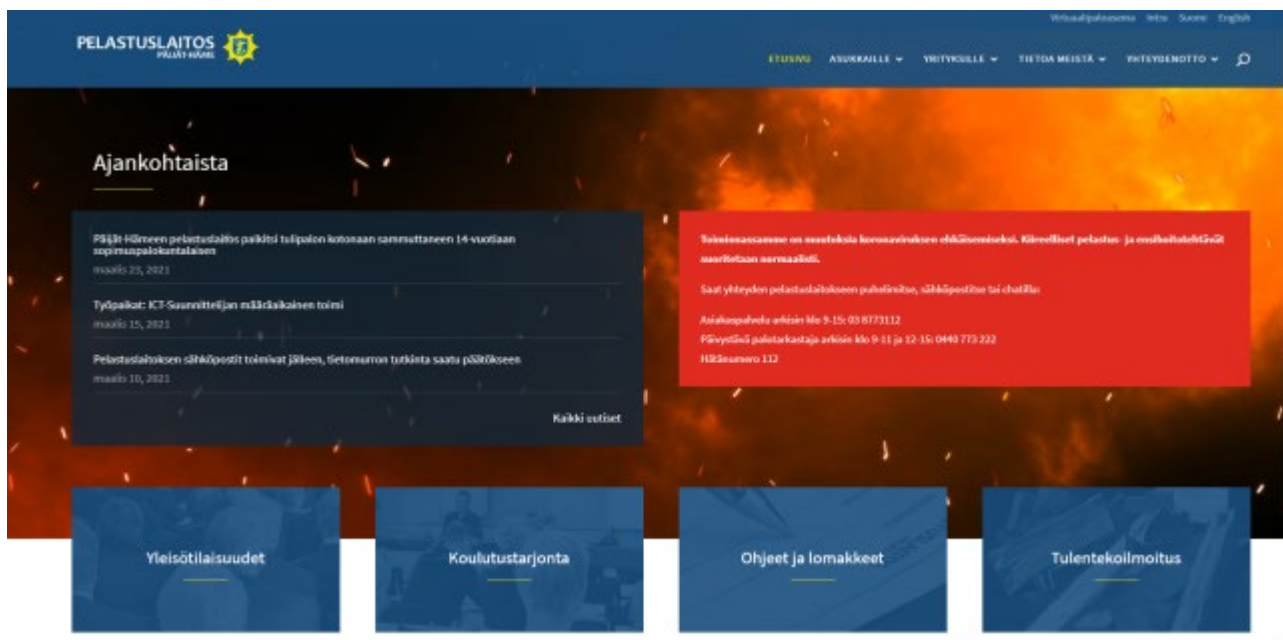 Virtuaalipaloasema Intra Suomi English
PELASTUSLAITOS
PÄIJÄT-HÄME
ETUSIVU ASUKKAILLE YRITYKSILLE TIETOA MEISTÄ YHTEYDENOTTO
Ajankohtaista
Päijät-Hämeen pelastuslaitos palkitsi tulipalon kotonaan sammuttaneen 14-vuotiaan
sopimuspalokuntalaisen
maalis 23, 2021
Työpaikat: ICT-Suunnittelijan määräaikainen toimi
maalis 15, 2021
Pelastuslaitoksen sähköpostit toimivat jälleen, tietomurron tutkinta saatu päätökseen
maalis 10, 2021
Kaikki uutiset
Toiminnassamme on muutoksia koronaviruksen ehkäisemiseksi. Kiireelliset pelastus- ja ensihoitotehtävät
suoritetaan normaalisti.
Saat yhteyden pelastuslaitokseen puhelimitse, sähköpostitse tai chatilla:
Asiakaspalvelu arkisin klo 9-15: 03 8773112
Päivystävä palotarkastaja arkisin klo 9-11 ja 12-15: 0440 773 222
Hätänumero 112
Yleisötilaisuudet
Koulutustarjonta
Ohjeet ja lomakkeet
Tulentekoilmoitus